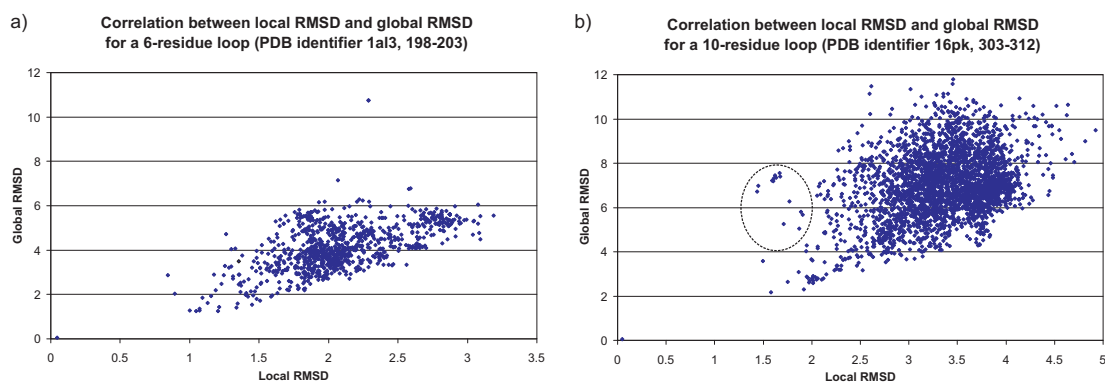 a)
Correlation between local RMSD and global RMSD
for a 6-residue loop (PDB identifier 1al3, 198-203)
12
10
8
6
4
2
0
Global RMSD
0 0.5 1 1.5 2 2.5 3 3.5
Local RMSD
b)
Correlation between local RMSD and global RMSD
for a 10-residue loop (PDB identifier 16pk, 303-312)
12
10
8
6
4
2
0
Global RMSD
0 0.5 1 1.5 2 2.5 3 3.5 4 4.5 5
Local RMSD